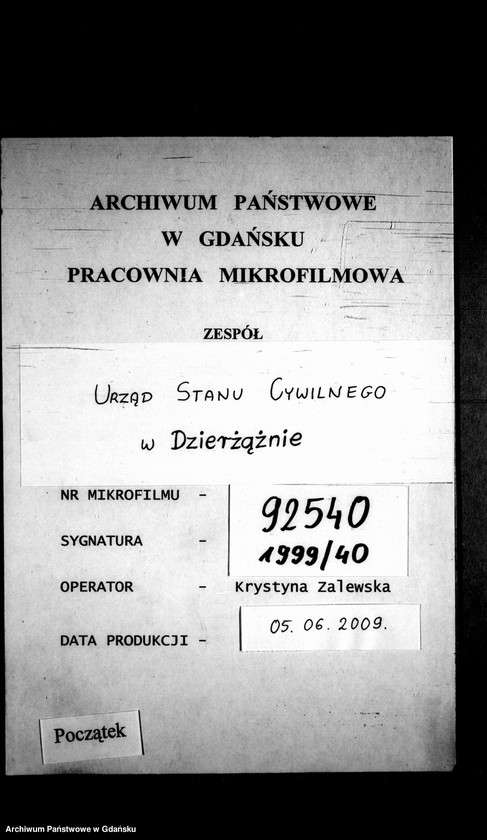 ARCHIWUM PAŃSTWOWE
W GDAŃSKU
PRACOWNIA MIKROFILMOWA
ZESPÓŁ
URZĄD STANU CYWILNEGO
w Dzierżążnie
NR MIKROFILMU - 92540
SYGNATURA - 1999/40
OPERATOR - Krystyna Zalewska
DATA PRODUKCJI - 05. 06. 2009.
Początek
Archiwum Państwowe w Gdańsku